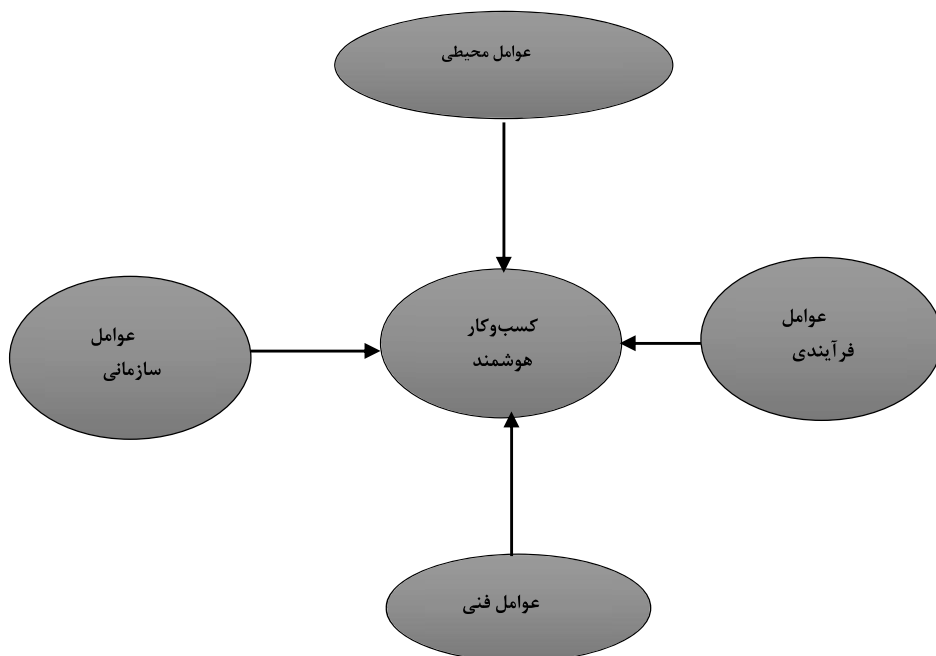 عوامل محیطی
کسب‌وکار
هوشمند
عوامل
فرآیندی
عوامل
سازمانی
عوامل فنی